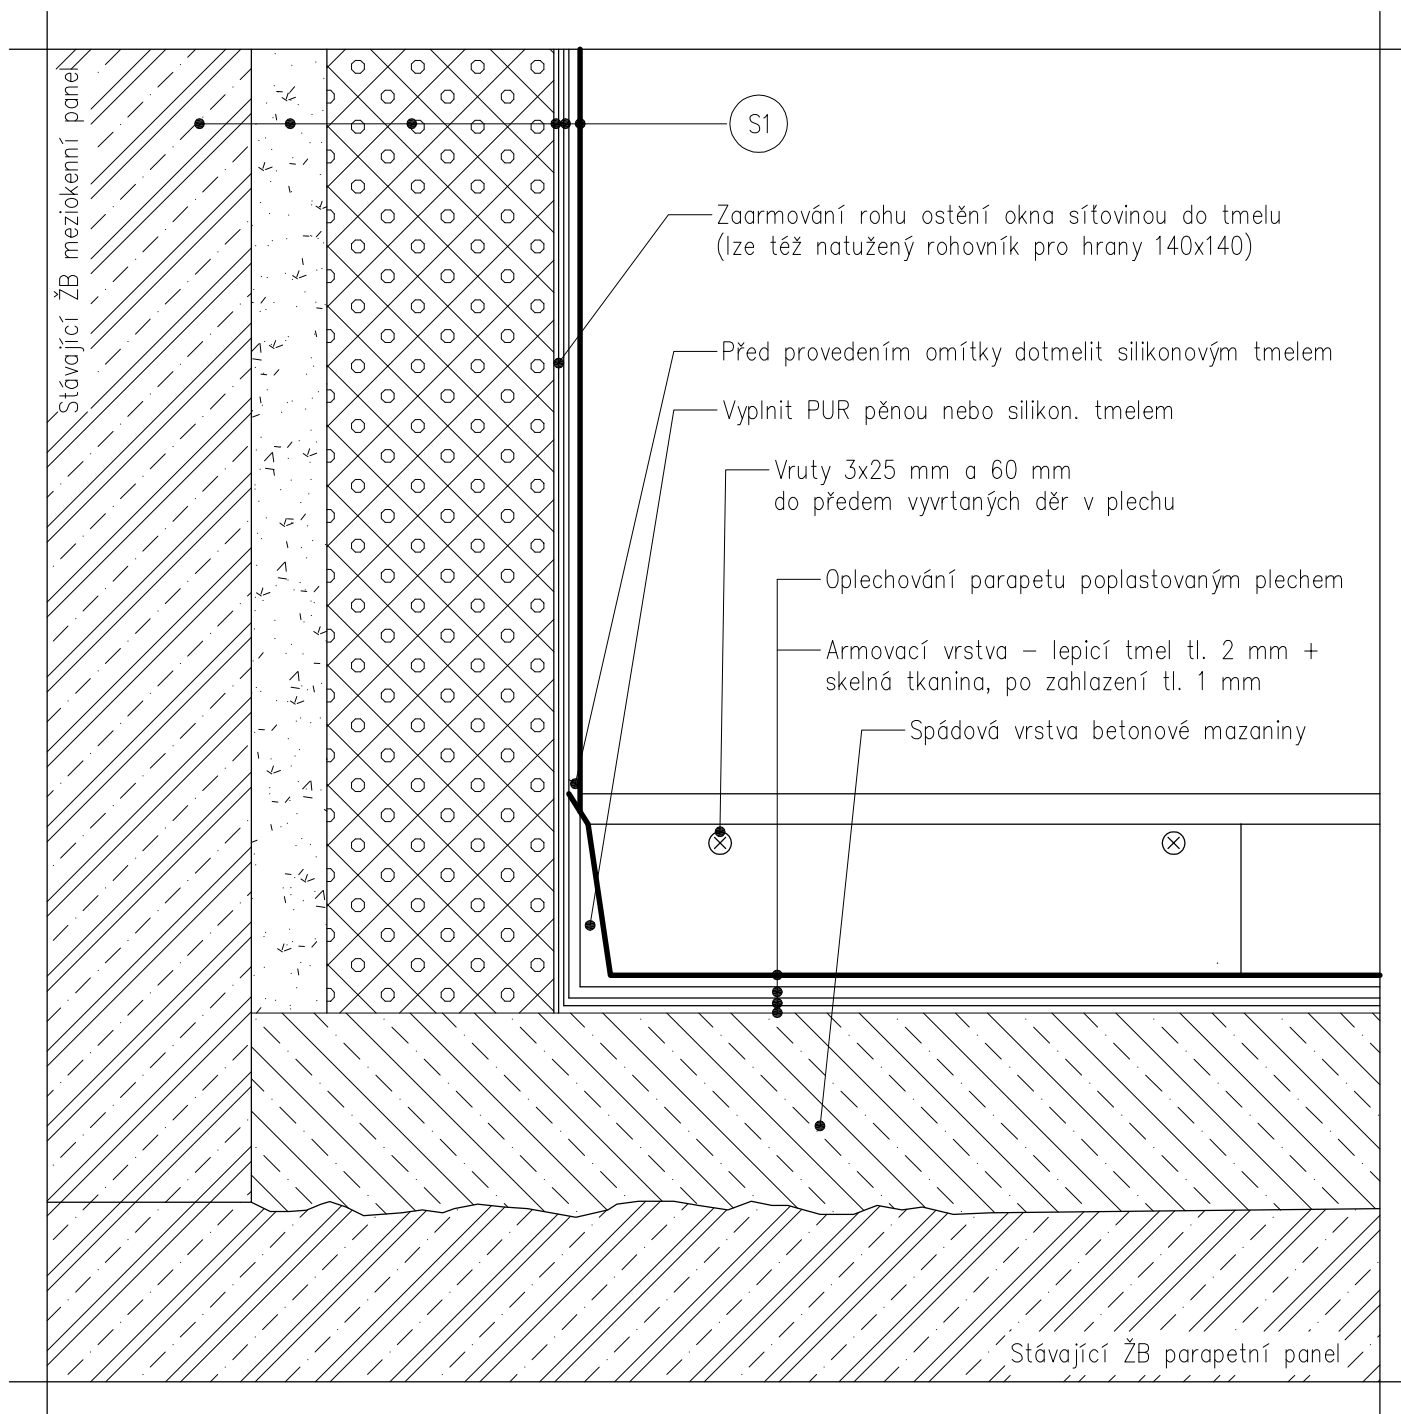 S1
Stávající ŽB meziokenní panel
Zaarmování rohu ostění okna síťovinou do tmelu
(lze též natužený rohovník pro hrany 140x140)
Před provedením omítky dotmelit silikonovým tmelem
Vyplnit PUR pěnou nebo silikon. tmelem
Vruty 3x25 mm a 60 mm
do předem vyvrtaných děr v plechu
Oplechování parapetu poplastovaným plechem
Armovací vrstva – lepicí tmel tl. 2 mm +
skelná tkanina, po zahlazení tl. 1 mm
Spádová vrstva betonové mazaniny
Stávající ŽB parapetní panel